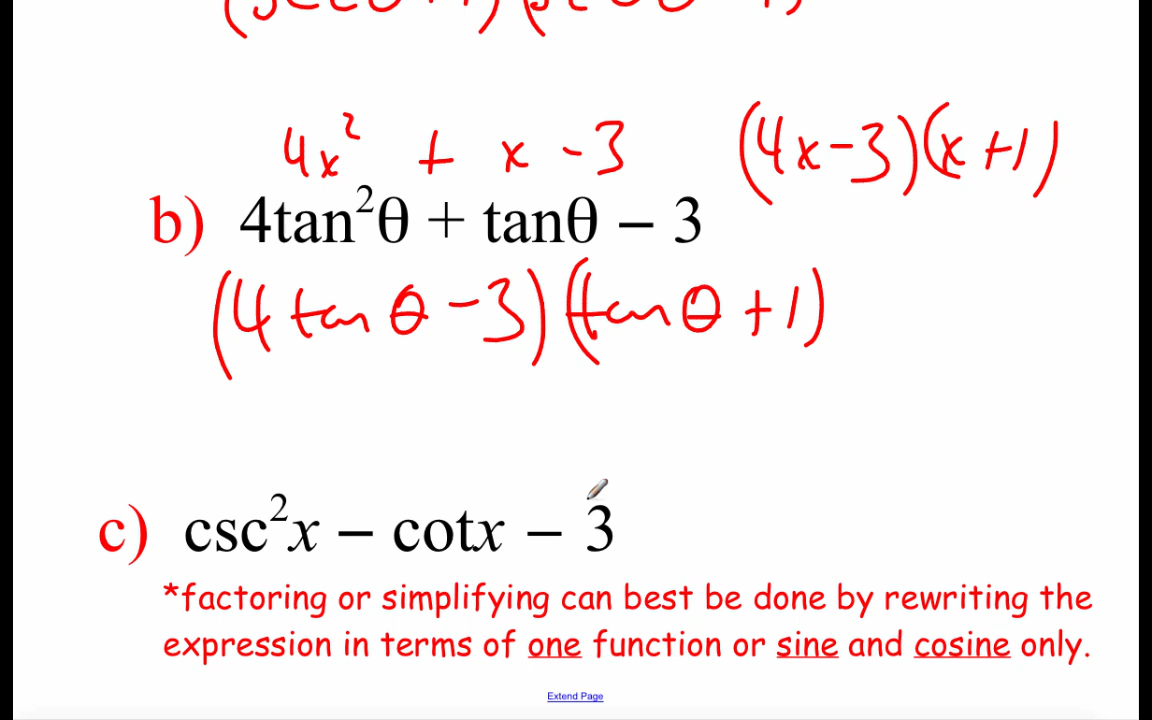 4x² + x - 3 (4x-3)(x+1)
b) 4tan²θ + tanθ – 3
(4 tan θ - 3)(tan θ + 1)
c) csc²x – cotx – 3
*factoring or simplifying can best be done by rewriting the
expression in terms of one function or sine and cosine only.
Extend Page